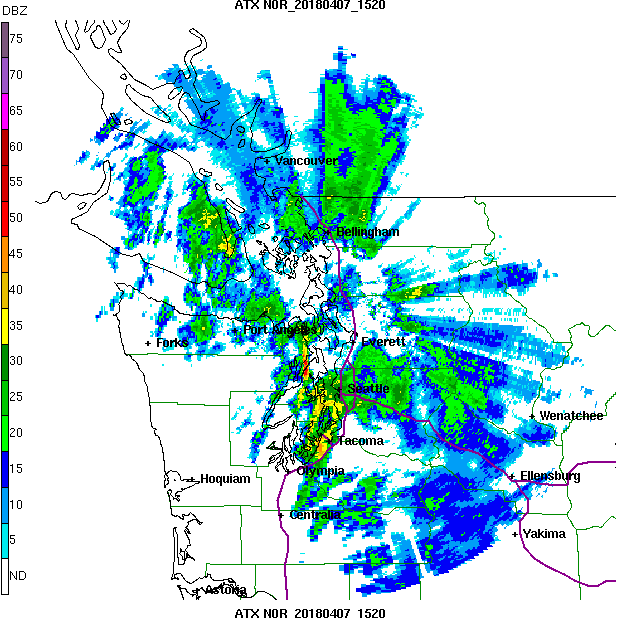 ATX N0R_20180407_1520
DBZ
75
70
65
60
55
50
45
40
35
30
25
20
15
10
5
ND
Vancouver
Bellingham
Port Angeles
Forks
Everett
Seattle
Wenatchee
Tacoma
Olympia
Hoquiam
Ellensburg
Centralia
Yakima
Astoria
ATX N0R_20180407_1520